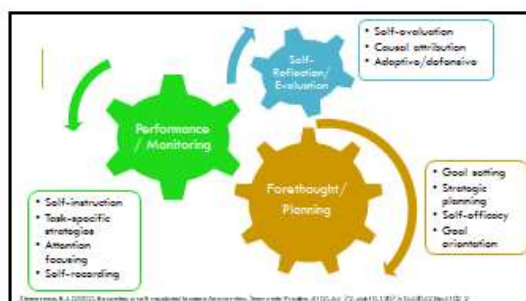 • Self-evaluation
• Causal attribution
• Adaptive/defensive
Self-
Reflection/
Evaluation
Performance
/ Monitoring
Forethought/
Planning
• Goal setting
• Strategic
planning
• Self-efficacy
• Goal
orientation
• Self-instruction
• Task-specific
strategies
• Attention
focusing
• Self-recording